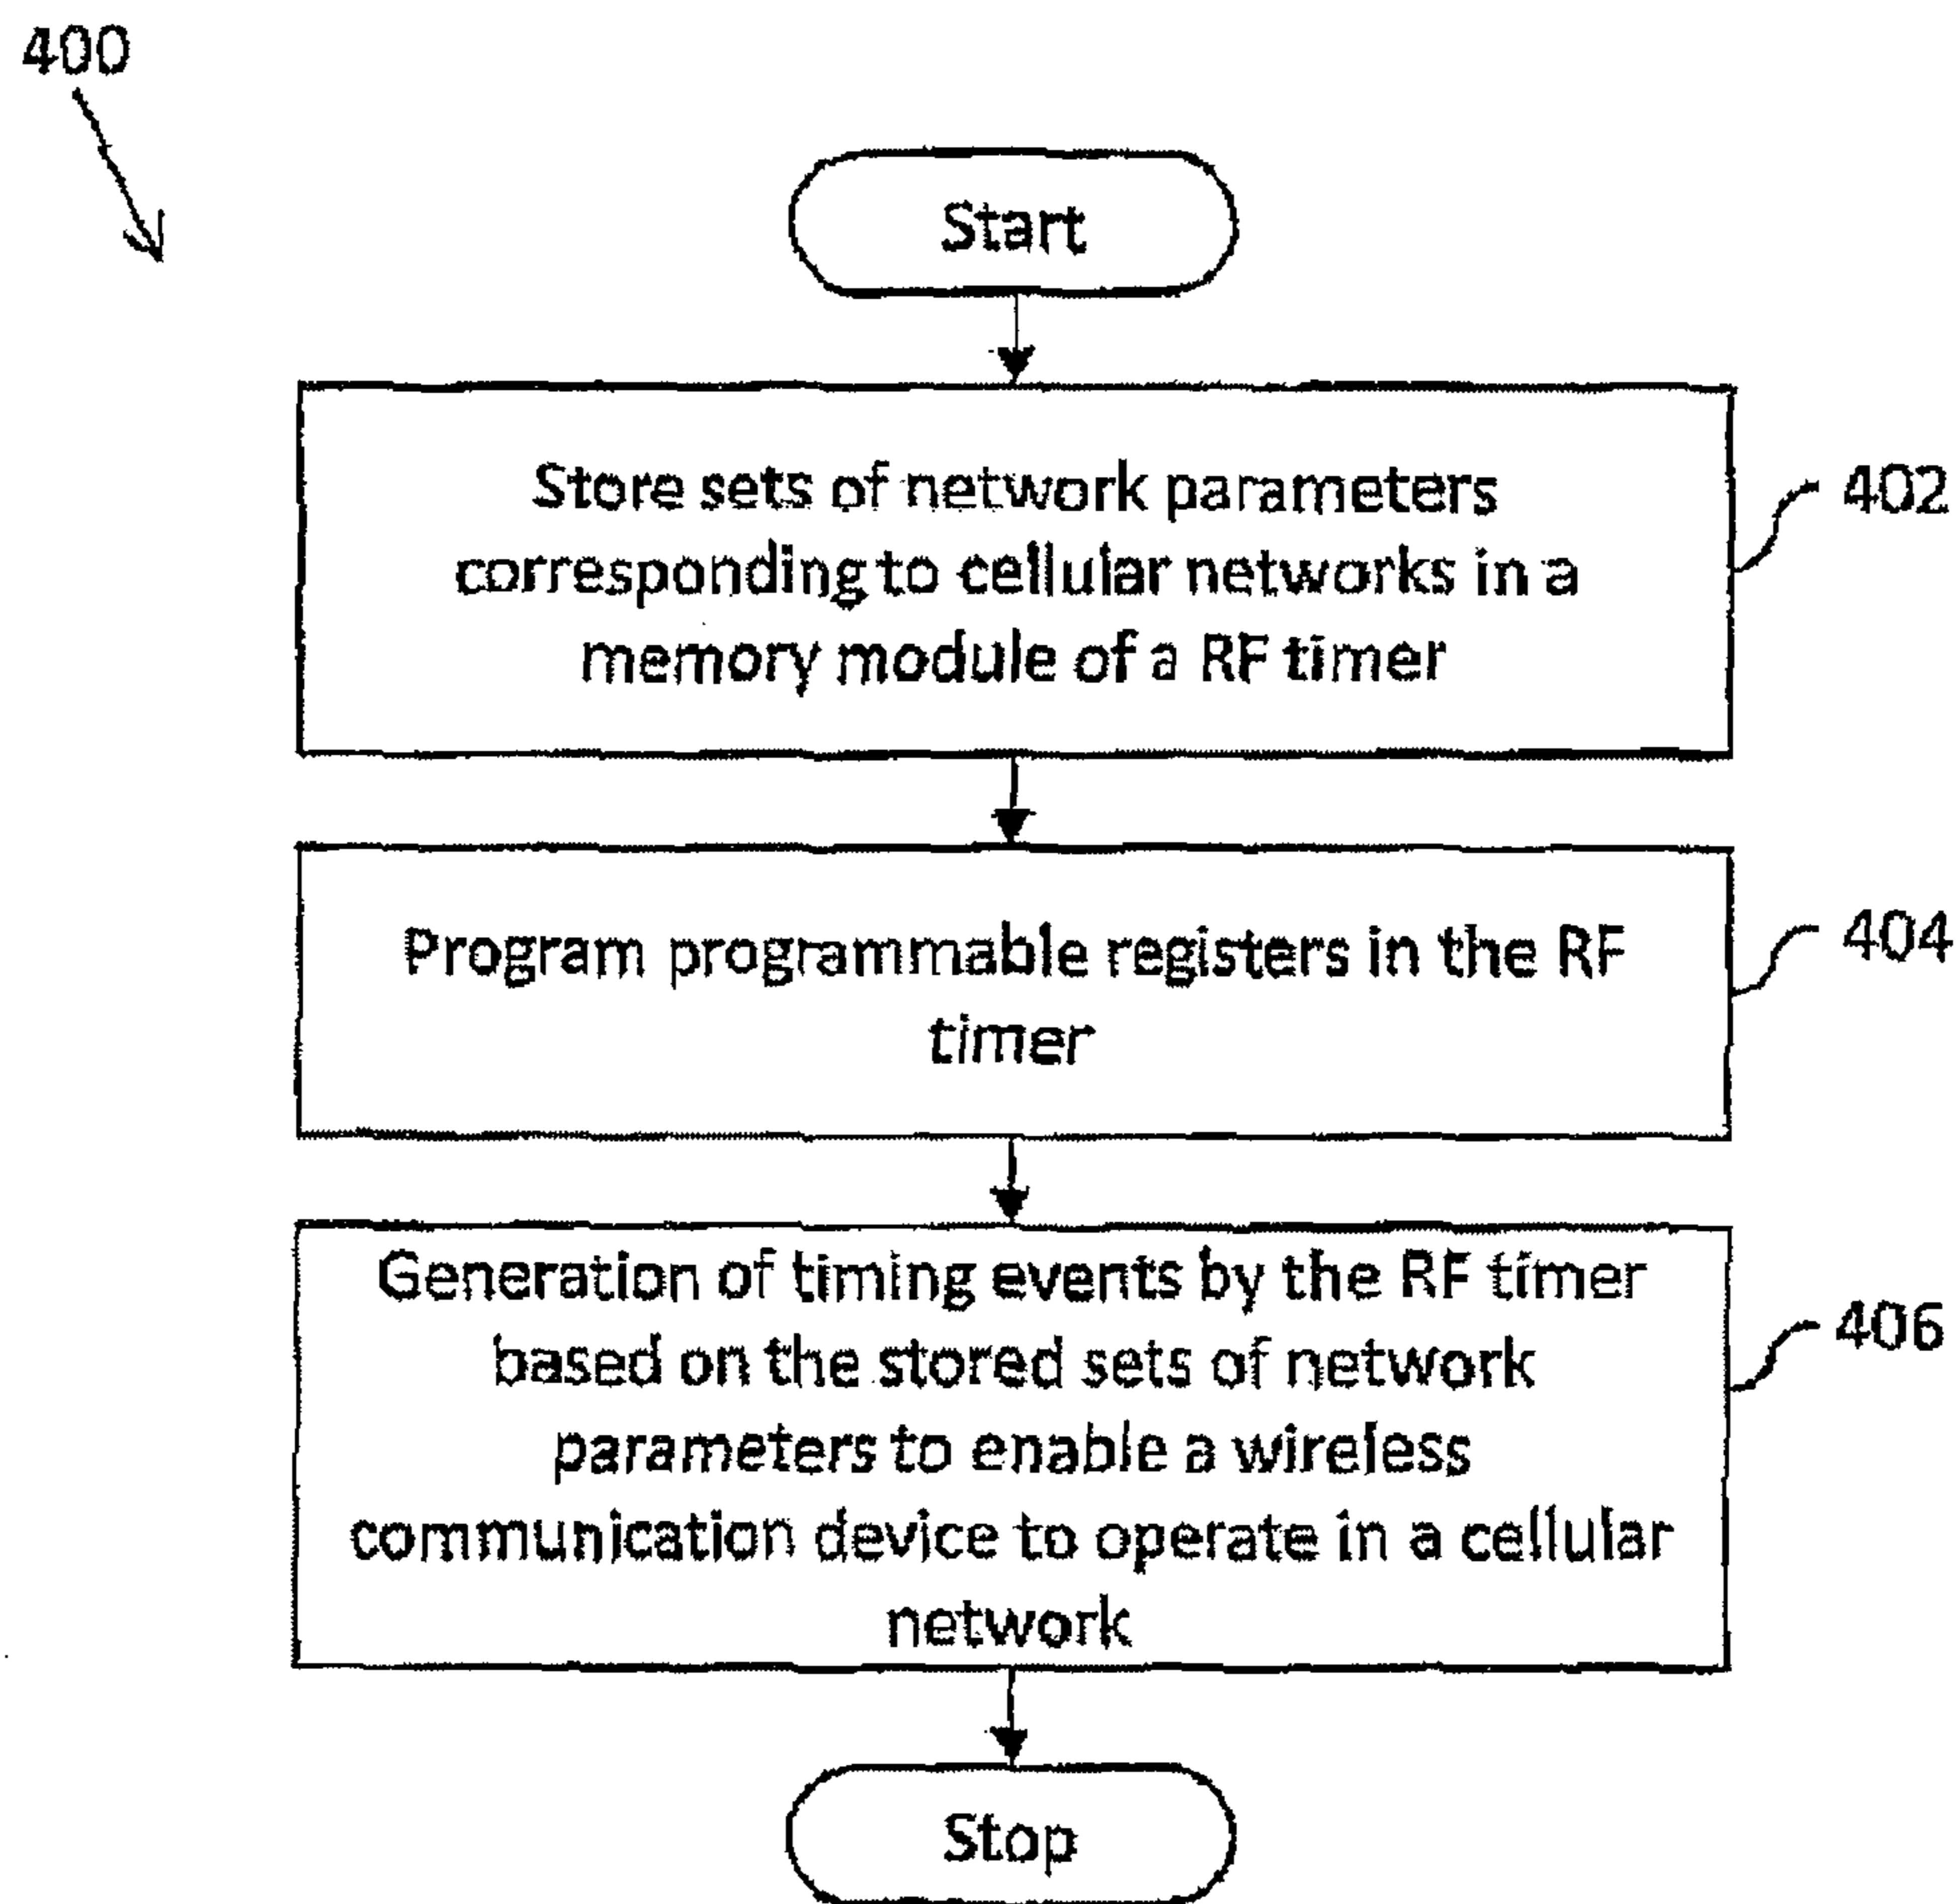 400
Start
Store sets of network parameters
corresponding to cellular networks in a
memory module of a RF timer
402
Program programmable registers in the RF
timer
404
Generation of timing events by the RF timer
based on the stored sets of network
parameters to enable a wireless
communication device to operate in a cellular
network
406
Stop